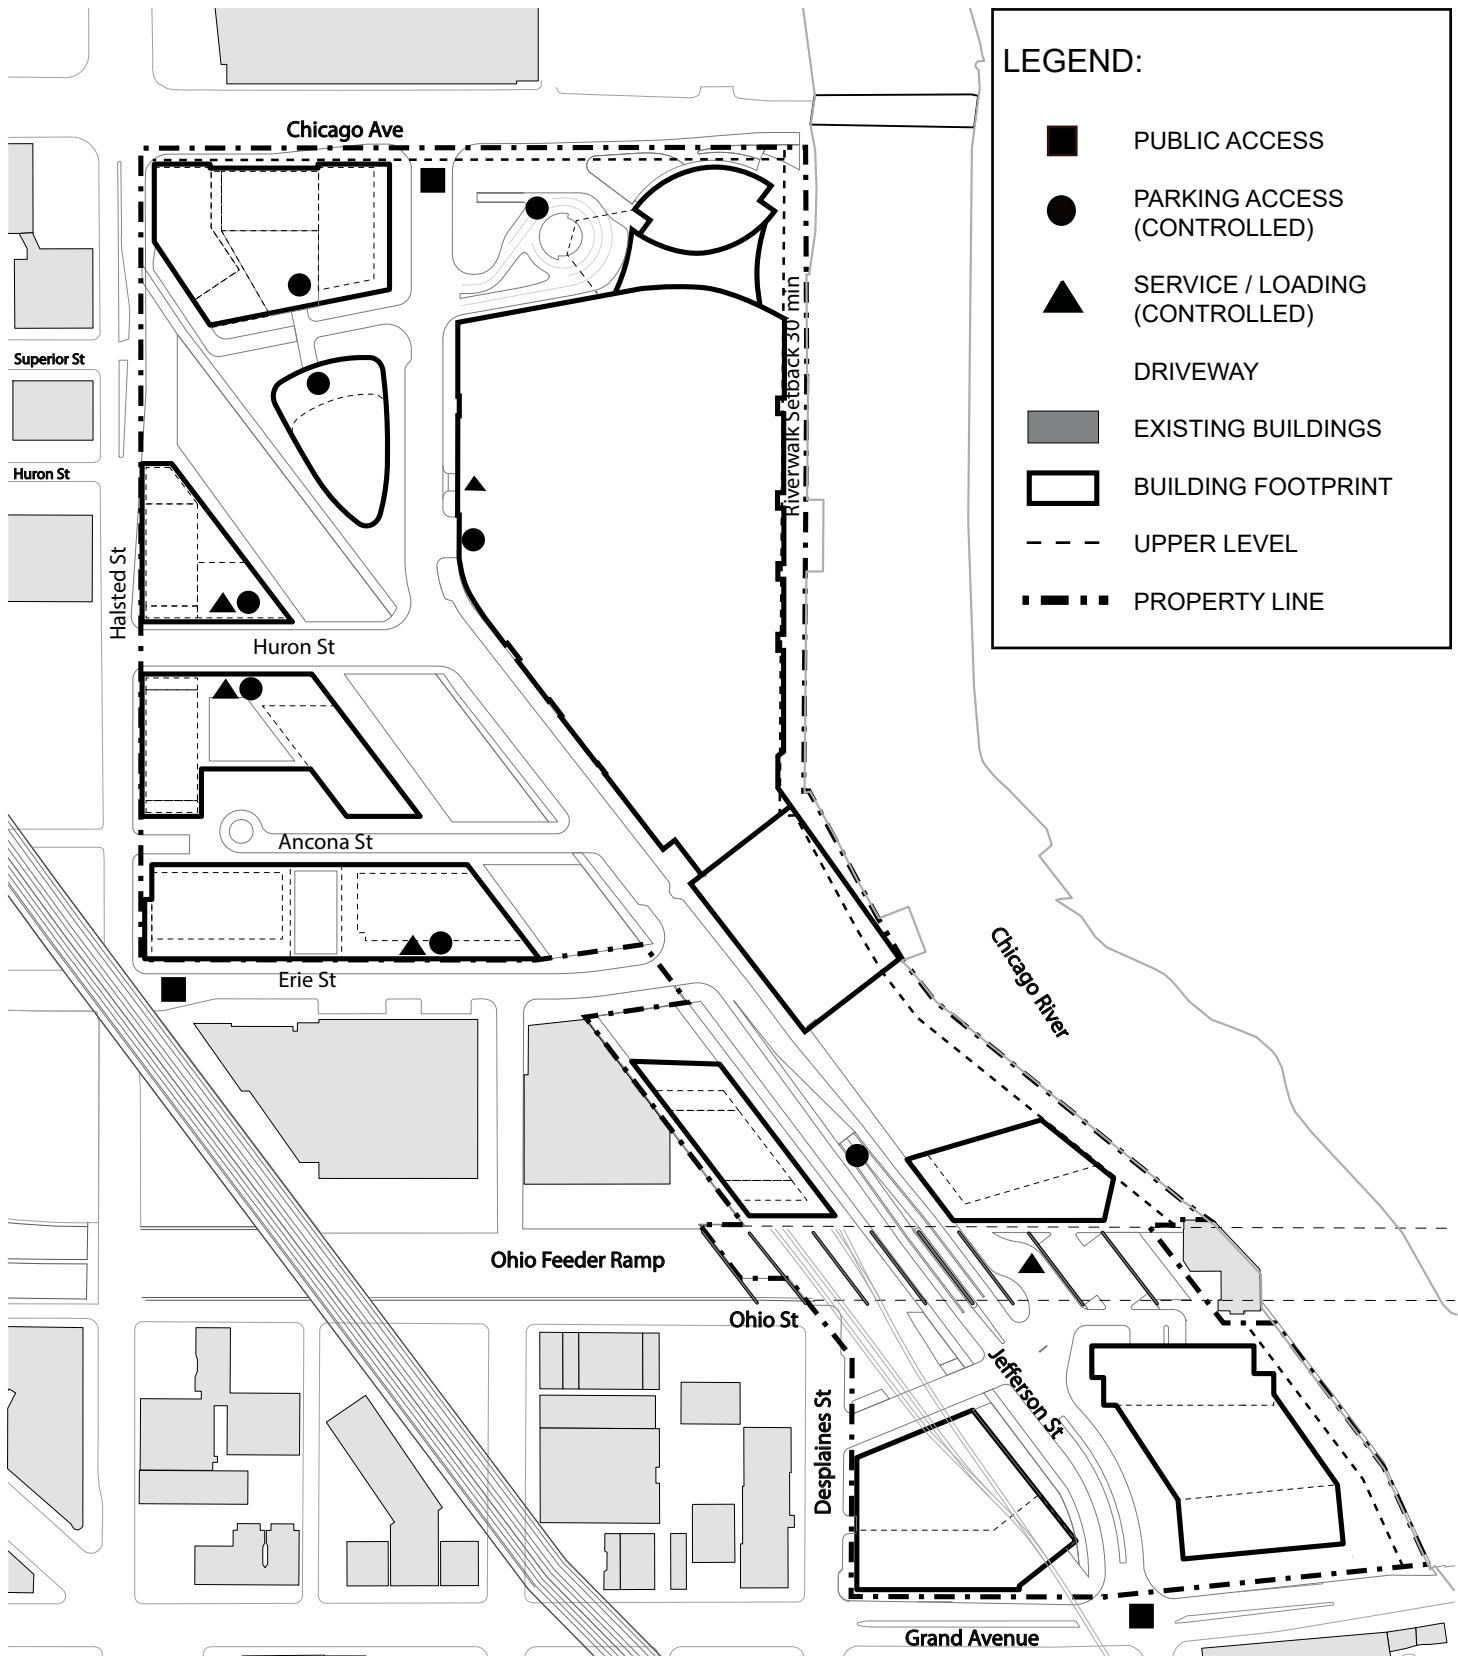 LEGEND:
PUBLIC ACCESS
PARKING ACCESS
(CONTROLLED)
SERVICE / LOADING
(CONTROLLED)
DRIVEWAY
EXISTING BUILDINGS
BUILDING FOOTPRINT
UPPER LEVEL
PROPERTY LINE
Chicago Ave
Riverwalk Setback 30' min
Superior St
Huron St
Halsted St
Huron St
Ancona St
Erie St
Chicago River
Ohio Feeder Ramp
Ohio St
Jefferson St
Desplaines St
Grand Avenue